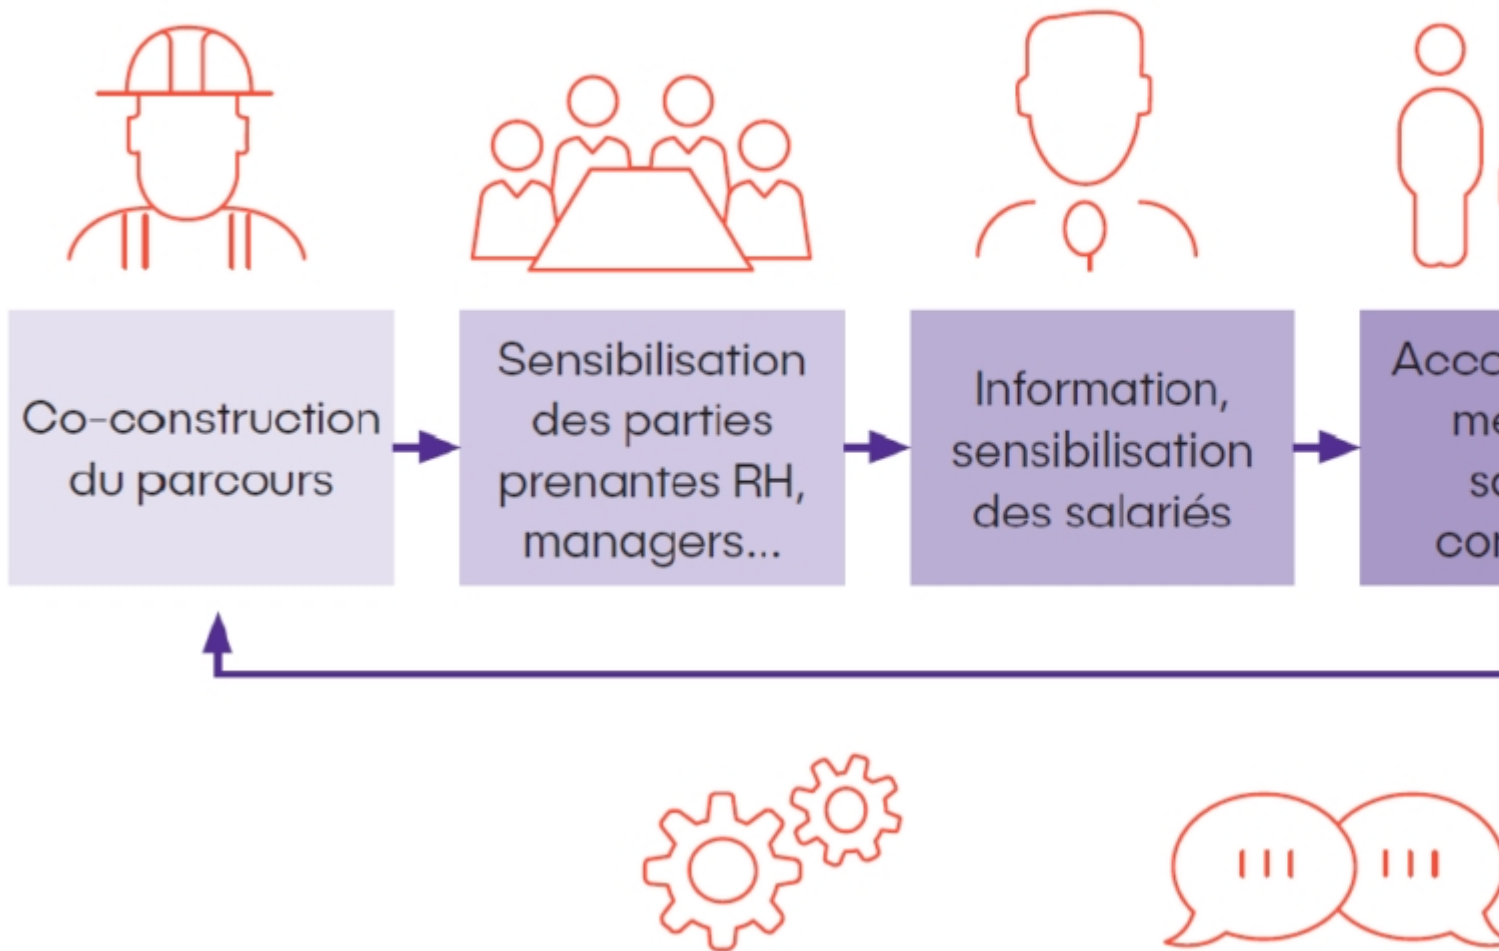 Co-construction
du parcours
Sensibilisation
des parties
prenantes RH,
managers...
Information,
sensibilisation
des salariés